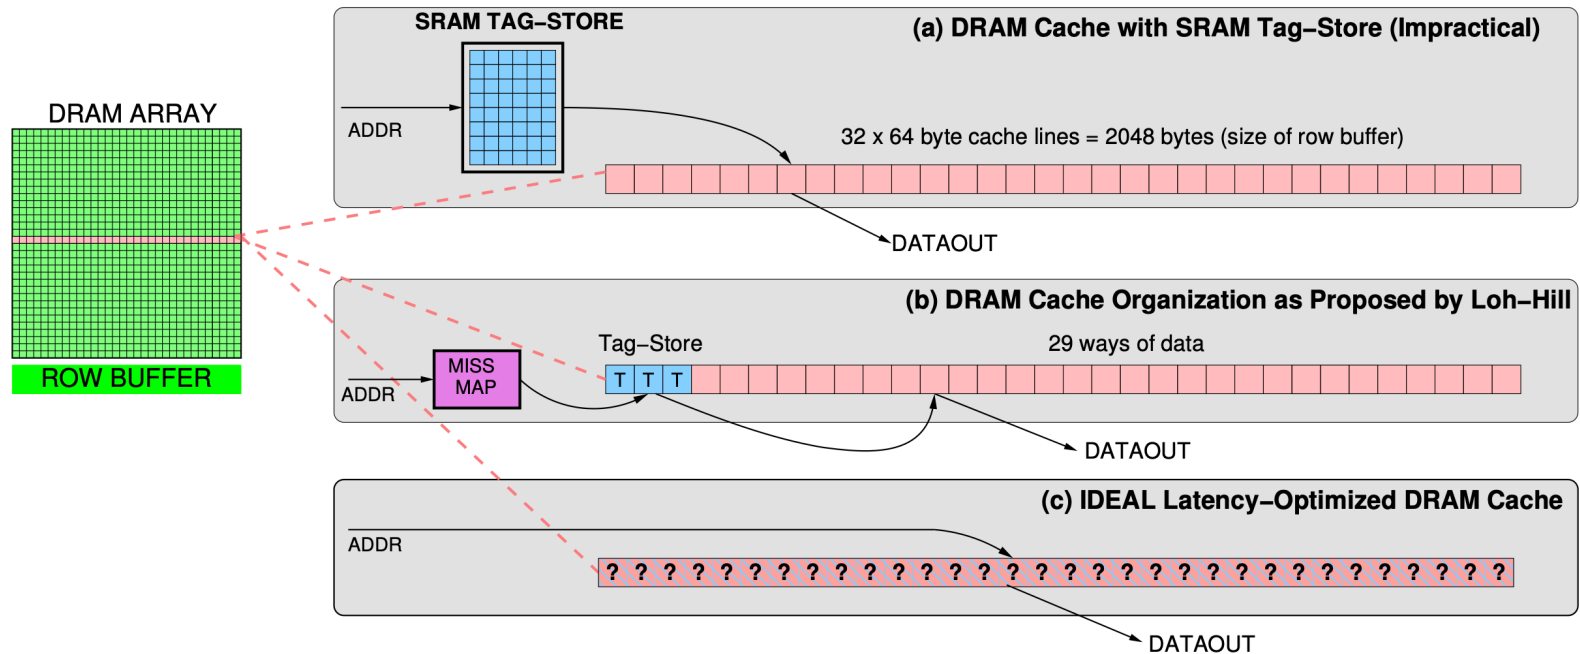 DRAM ARRAY
ROW BUFFER
SRAM TAG–STORE
(a) DRAM Cache with SRAM Tag–Store (Impractical)
ADDR
32 x 64 byte cache lines = 2048 bytes (size of row buffer)
DATAOUT
(b) DRAM Cache Organization as Proposed by Loh–Hill
Tag–Store
29 ways of data
MISS
MAP
ADDR
T T T
DATAOUT
(c) IDEAL Latency–Optimized DRAM Cache
ADDR
? ? ? ? ? ? ? ? ? ? ? ? ? ? ? ? ? ? ? ? ? ? ? ? ? ? ? ? ? ? ? ?
DATAOUT